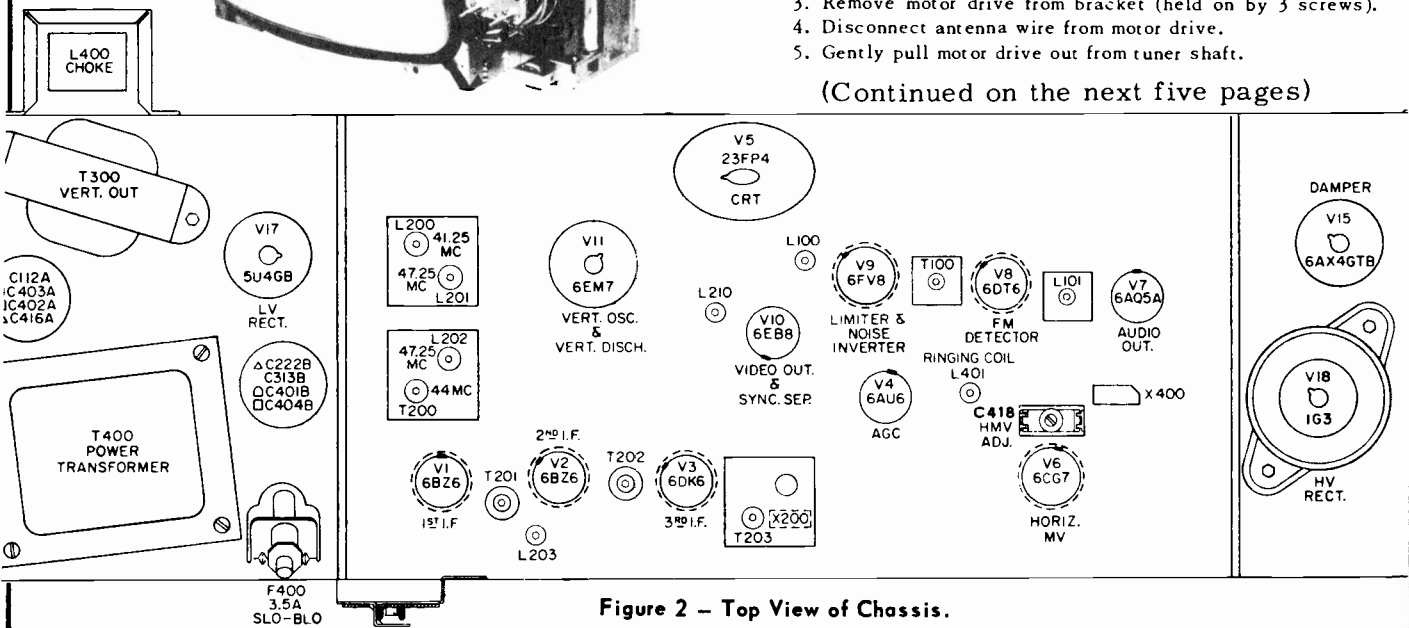 3. Remove motor drive from bracket (held on by 3 screws).
4. Disconnect antenna wire from motor drive.
5. Gently pull motor drive out from tuner shaft.
(Continued on the next five pages)
L400
CHOKE
T300
VERT. OUT
V17
5U4GB
LV
RECT.
C112A
C403A
C402A
C416A
△C222B
C313B
C401B
□C404B
T400
POWER
TRANSFORMER
F400
3.5A
SLO-BLO
L200
41.25
MC
47.25
MC
L201
L202
47.25
MC
44MC
T200
V11
6EM7
VERT. OSC.
&
VERT. DISCH.
V5
23FP4
CRT
L100
L210
V10
6EB8
VIDEO OUT.
&
SYNC. SEP.
V9
6FV8
LIMITER &
NOISE
INVERTER
T100
V8
6DT6
FM
DETECTOR
L101
V7
6AQ5A
AUDIO
OUT.
V4
6AU6
AGC
RINGING COIL
L401
X400
C418
HMV
ADJ.
V6
6CG7
HORIZ.
MV
V1
6BZ6
1ST I.F
T201
2ND I.F.
V2
6BZ6
L203
T202
V3
6DK6
3RD I.F.
X200
T203
DAMPER
V15
6AX4GTB
V18
1G3
HV
RECT.
Figure 2 – Top View of Chassis.